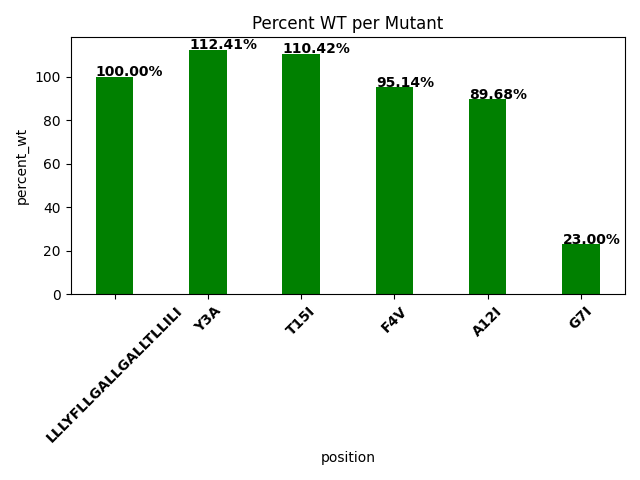 Percent WT per Mutant
percent_wt
100
80
60
40
20
0
100.00%
112.41%
110.42%
95.14%
89.68%
23.00%
LLLYFLLGALLGALLTLLILI
Y3A
T15I
F4V
A12I
G7I
position